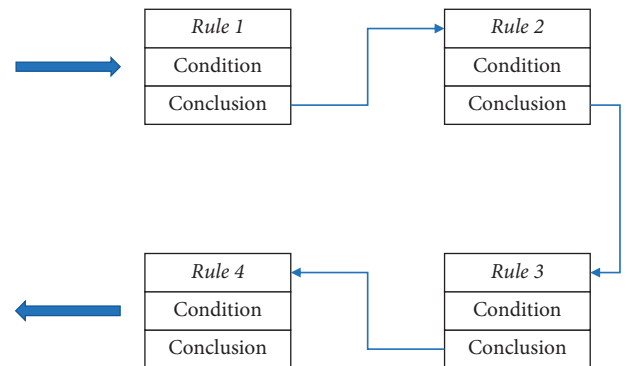 Rule 1
Condition
Conclusion
Rule 2
Condition
Conclusion
Rule 4
Condition
Conclusion
Rule 3
Condition
Conclusion